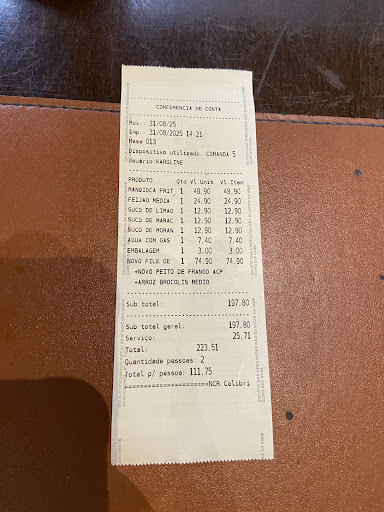 CONFERENCIA DE CONTA
Mov.: 31/08/25
Imp.: 31/08/2025 14:21
Mesa 013
Dispositivo utilizado: COMANDA 5
Usuario:KAROLINE
PRODUTO Qtd Vl.Unit Vl.Item
MANDIOCA FRIT 1 48.90 48.90
FEIJAO MEDIA 1 24.90 24.90
SUCO DE LIMAO 1 12.90 12.90
SUCO DE MARAC 1 12.90 12.90
SUCO DE MORAN 1 12.90 12.90
AGUA COM GAS 1 7.40 7.40
EMBALAGEM 1 3.00 3.00
NOVO FILE DE 1 74.90 74.90
+NOVO PEITO DE FRANGO ACP
+ARROZ BROCOLIS MEDIO
Sub total: 197.80
Sub total geral: 197.80
Servico: 25.71
Total: 223.51
Quantidade pessoas: 2
Total p/ pessoa: 111.75
=====================NCR Colibri